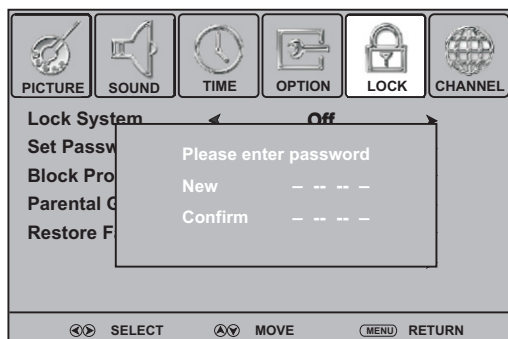 PICTURE SOUND TIME OPTION LOCK CHANNEL
Lock System Off
Set Passw
Block Pro
Parental G
Restore F
Please enter password
New – -- -- –
Confirm – -- -- –
SELECT MOVE MENU RETURN